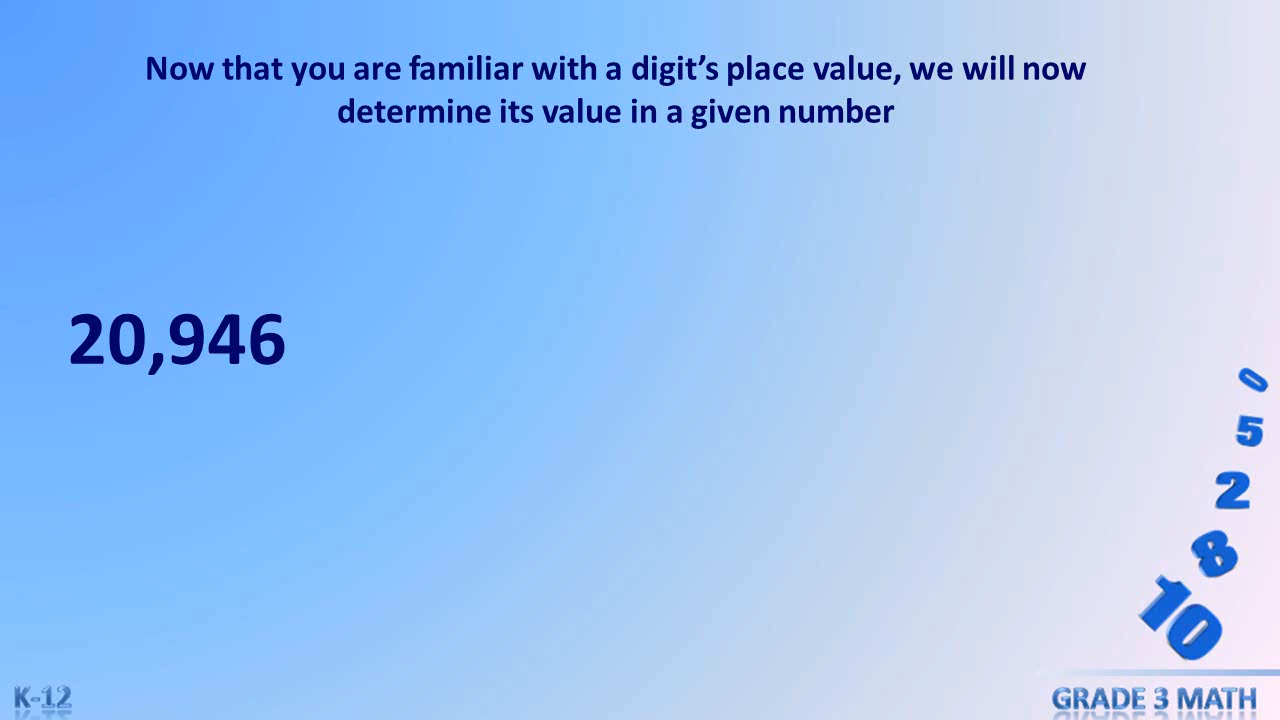 Now that you are familiar with a digit’s place value, we will now
determine its value in a given number
20,946
0
5
2
8
10
K-12
GRADE 3 MATH